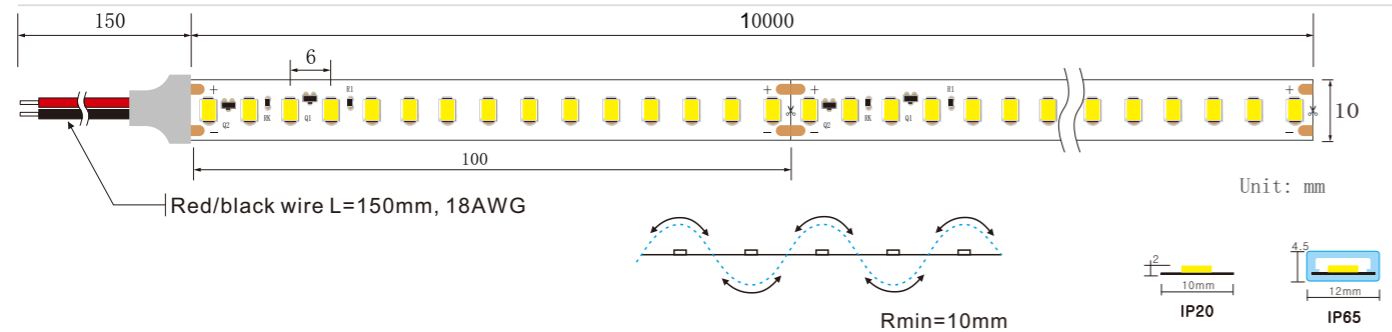 150
10000
6
+
R1
+
+
R1
10
Q2
RK
Q1
Q2
RK
Q1
-
-
-
-
100
Unit: mm
Red/black wire L=150mm, 18AWG
4.5
2
10mm
12mm
IP20
IP65
Rmin=10mm